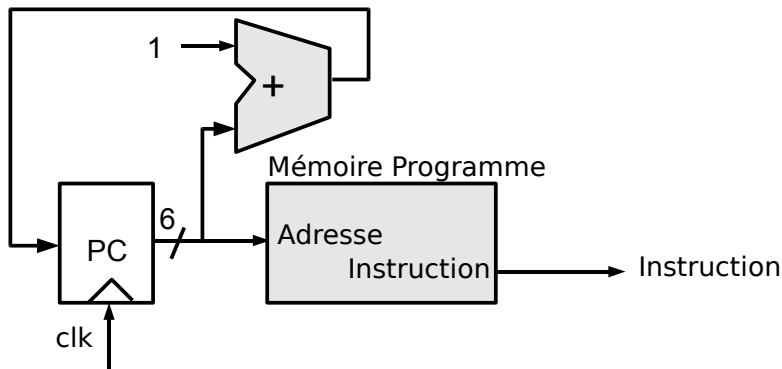 1
+
Mémoire Programme
6
PC
Adresse
Instruction
Instruction
clk